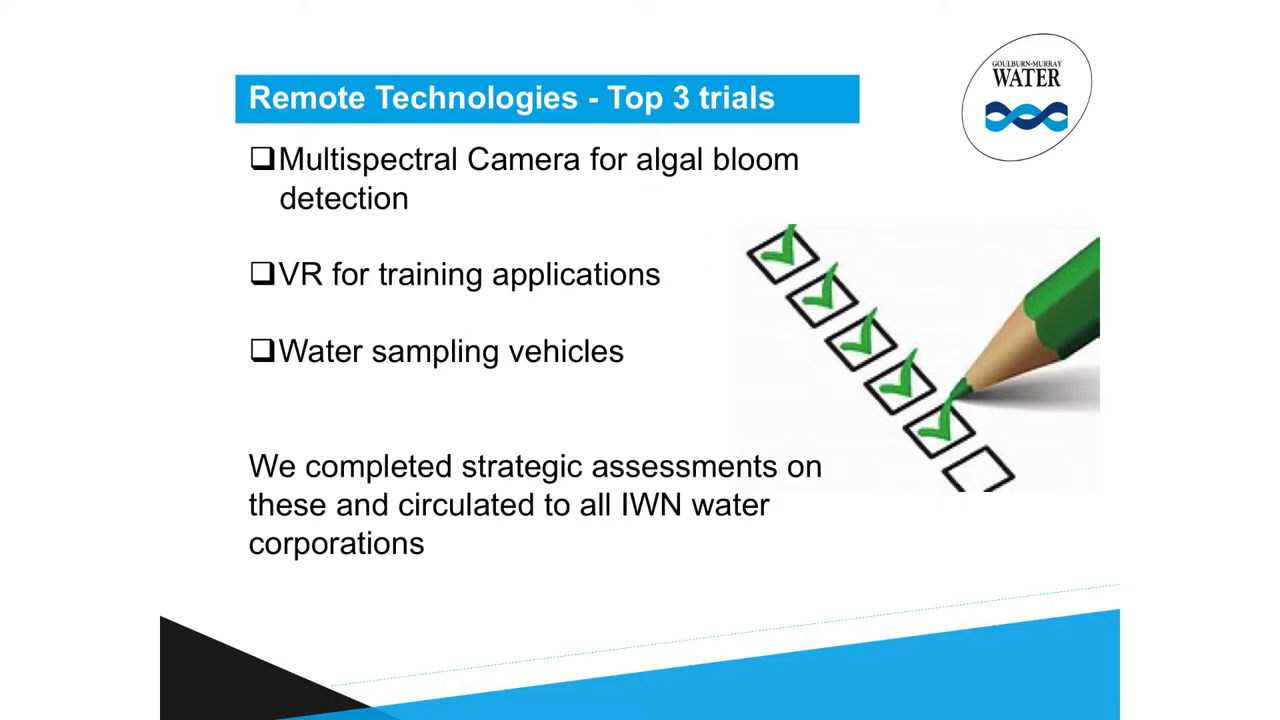 GOULBURN-MURRAY
WATER
Remote Technologies - Top 3 trials
❑Multispectral Camera for algal bloom
detection
❑VR for training applications
❑Water sampling vehicles
We completed strategic assessments on
these and circulated to all IWN water
corporations